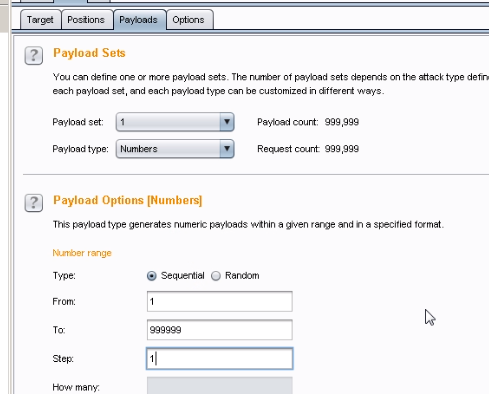 Target Positions Payloads Options
? Payload Sets
You can define one or more payload sets. The number of payload sets depends on the attack type
each payload set, and each payload type can be customized in different ways.
Payload set: 1 Payload count: 999,999
Payload type: Numbers Request count: 999,999
? Payload Options [Numbers]
This payload type generates numeric payloads within a given range and in a specified format.
Number range
Type: Sequential Random
From: 1
To: 999999
Step: 1
How many: